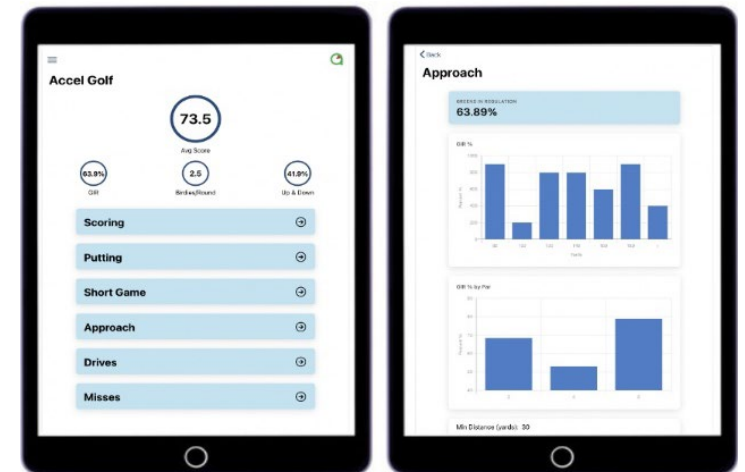 Accel Golf
73.5
Avg Score
63.9%
2.5
41.9%
GIR
Birdies/Round
Up & Down
Scoring
Putting
Short Game
Approach
Drives
Misses
Back
Approach
GREENS IN REGULATION
63.89%
GIR %
Yards
GIR % by Par
Min Distance (yards): 30